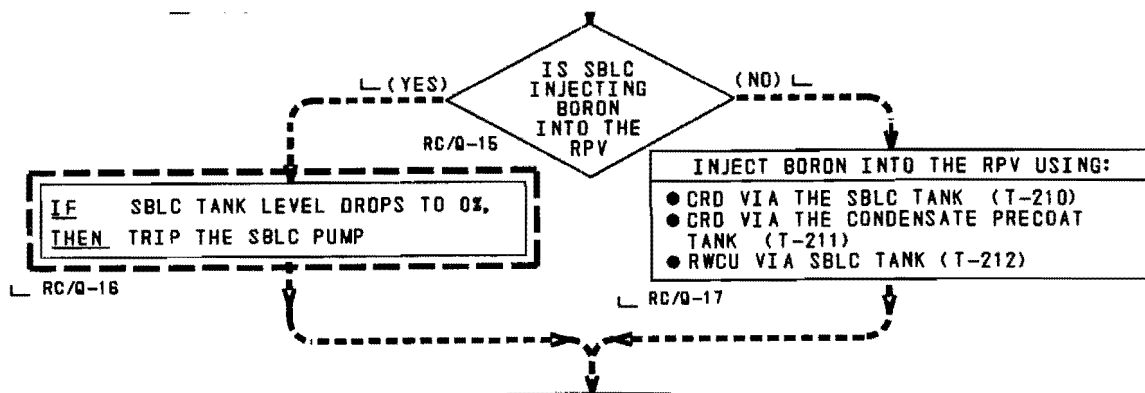 IS SBLC
INJECTING
BORON
INTO THE
RPV
(YES)
(NO)
RC/Q-15
IF SBLC TANK LEVEL DROPS TO 0%,
THEN TRIP THE SBLC PUMP
RC/Q-16
INJECT BORON INTO THE RPV USING:
●CRD VIA THE SBLC TANK (T-210)
●CRD VIA THE CONDENSATE PRECOAT
TANK (T-211)
●RWCU VIA SBLC TANK (T-212)
RC/Q-17